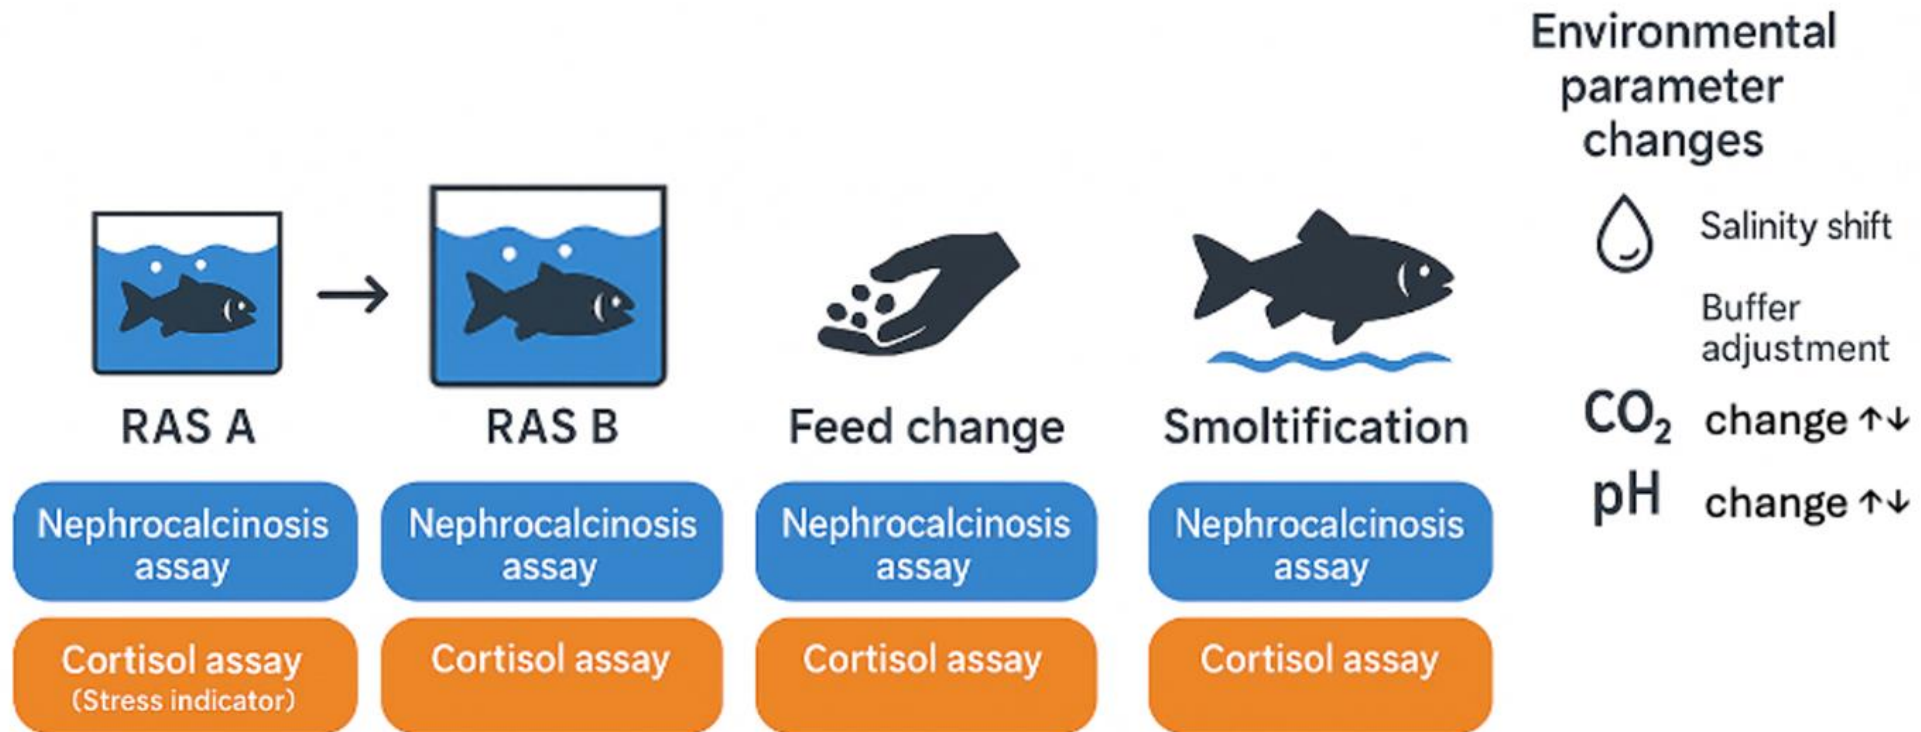 Environmental
parameter
changes
Salinity shift
Buffer
adjustment
CO₂ change ↑↓
pH change ↑↓
RAS A
RAS B
Feed change
Smoltification
Nephrocalcinosis
assay
Nephrocalcinosis
assay
Nephrocalcinosis
assay
Nephrocalcinosis
assay
Cortisol assay
(Stress indicator)
Cortisol assay
Cortisol assay
Cortisol assay